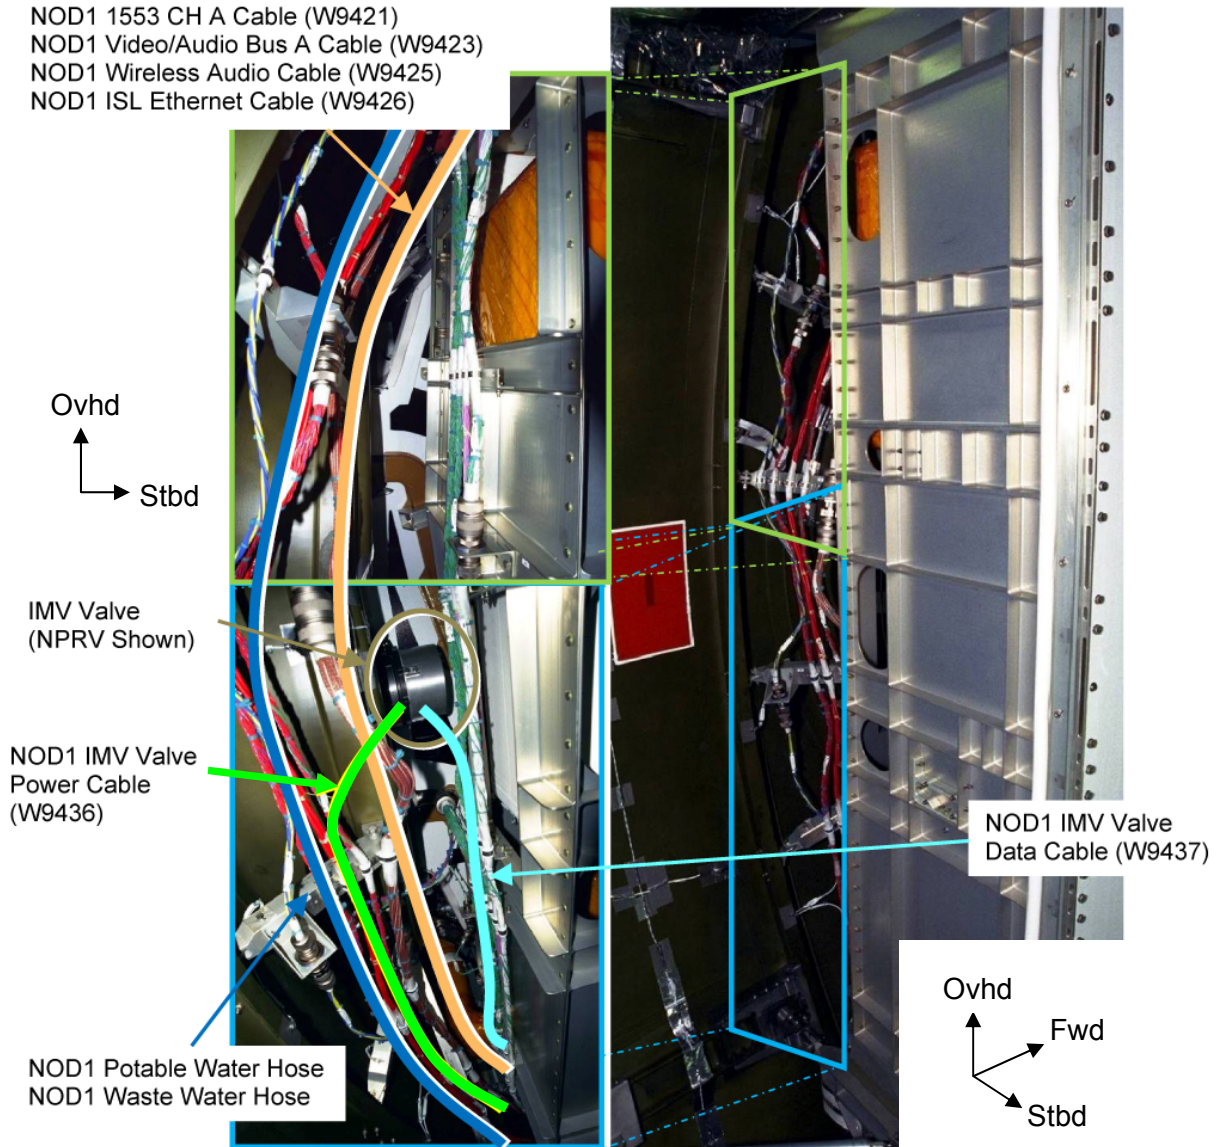 NOD1 1553 CH A Cable (W9421)
NOD1 Video/Audio Bus A Cable (W9423)
NOD1 Wireless Audio Cable (W9425)
NOD1 ISL Ethernet Cable (W9426)
Ovhd
Stbd
IMV Valve
(NPRV Shown)
NOD1 IMV Valve
Power Cable
(W9436)
NOD1 IMV Valve
Data Cable (W9437)
NOD1 Potable Water Hose
NOD1 Waste Water Hose
Ovhd
Fwd
Stbd